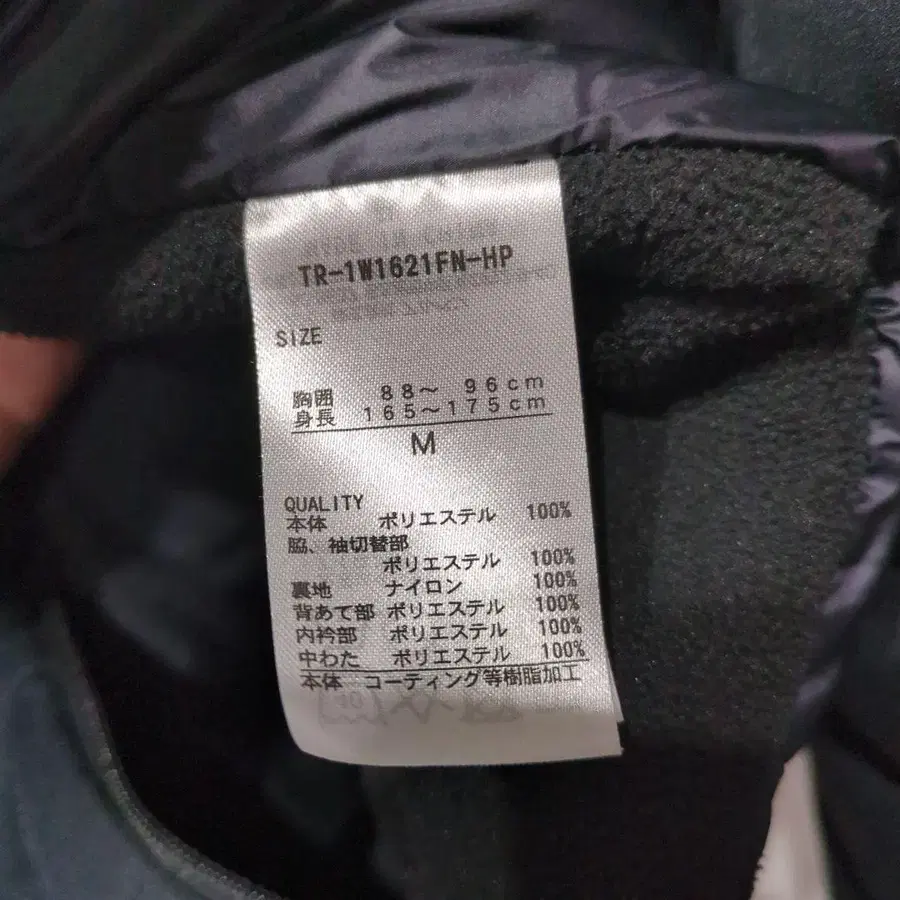 TR-1W1621FN-HP
SIZE
胸囲 88～ 96cm
身長 165～175cm
M
QUALITY
本体 ポリエステル 100%
脇、袖切替部
ポリエステル 100%
裏地 ナイロン 100%
背あて部 ポリエステル 100%
内衿部 ポリエステル 100%
中わた ポリエステル 100%
本体 コーティング等樹脂加工